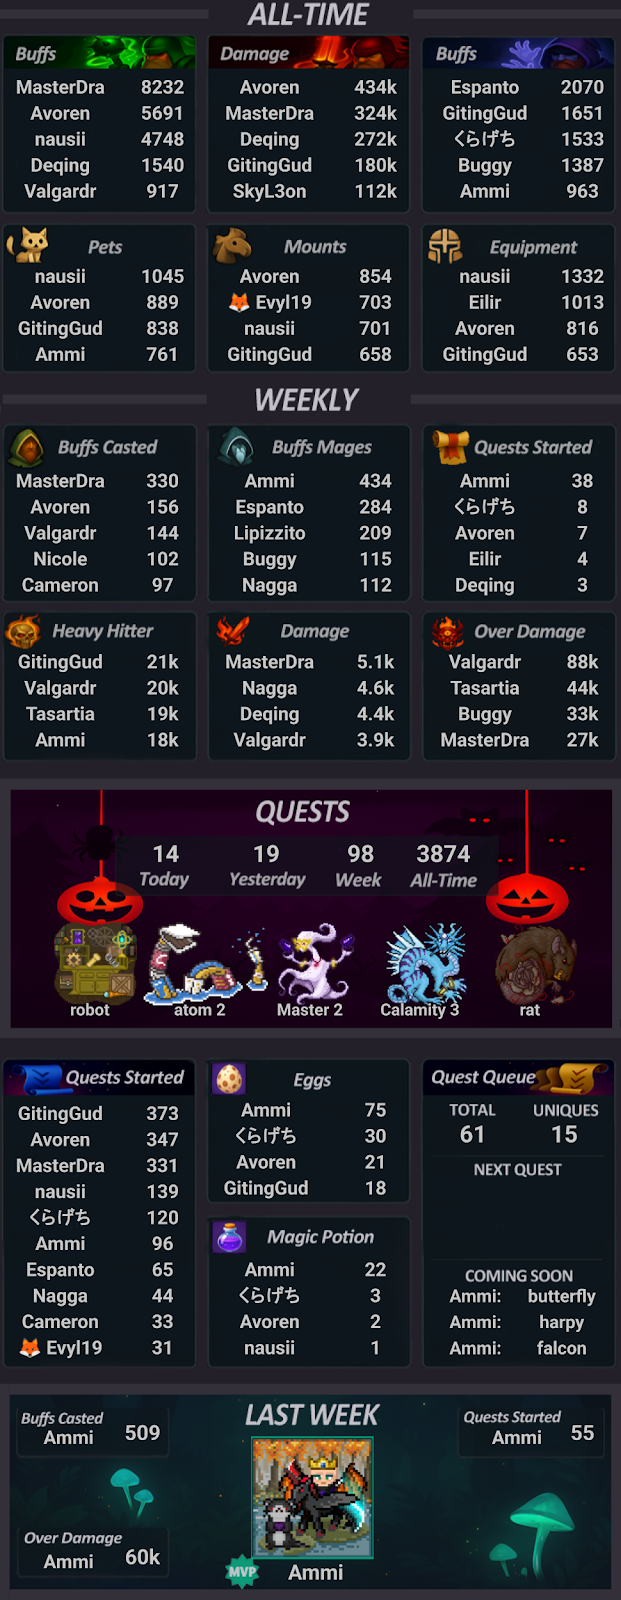 ALL-TIME
Buffs
MasterDra 8232
Avoren 5691
nausii 4748
Deqing 1540
Valgardr 917
Damage
Avoren 434k
MasterDra 324k
Deqing 272k
GitingGud 180k
SkyL3on 112k
Buffs
Espanto 2070
GitingGud 1651
くらげち 1533
Buggy 1387
Ammi 963
Pets
nausii 1045
Avoren 889
GitingGud 838
Ammi 761
Mounts
Avoren 854
🦊 Evyl19 703
nausii 701
GitingGud 658
Equipment
nausii 1332
Eilir 1013
Avoren 816
GitingGud 653
WEEKLY
Buffs Casted
MasterDra 330
Avoren 156
Valgardr 144
Nicole 102
Cameron 97
Buffs Mages
Ammi 434
Espanto 284
Lipizzito 209
Buggy 115
Nagga 112
Quests Started
Ammi 38
くらげち 8
Avoren 7
Eilir 4
Deqing 3
Heavy Hitter
GitingGud 21k
Valgardr 20k
Tasartia 19k
Ammi 18k
Damage
MasterDra 5.1k
Nagga 4.6k
Deqing 4.4k
Valgardr 3.9k
Over Damage
Valgardr 88k
Tasartia 44k
Buggy 33k
MasterDra 27k
QUESTS
14 19 98 3874
Today Yesterday Week All-Time
robot atom 2 Master 2 Calamity 3 rat
Quests Started
GitingGud 373
Avoren 347
MasterDra 331
nausii 139
くらげち 120
Ammi 96
Espanto 65
Nagga 44
Cameron 33
🦊 Evyl19 31
Eggs
Ammi 75
くらげち 30
Avoren 21
GitingGud 18
Magic Potion
Ammi 22
くらげち 3
Avoren 2
nausii 1
Quest Queue
TOTAL UNIQUES
61 15
NEXT QUEST
COMING SOON
Ammi: butterfly
Ammi: harpy
Ammi: falcon
LAST WEEK
Buffs Casted
Ammi 509
Quests Started
Ammi 55
Over Damage
Ammi 60k
MVP Ammi